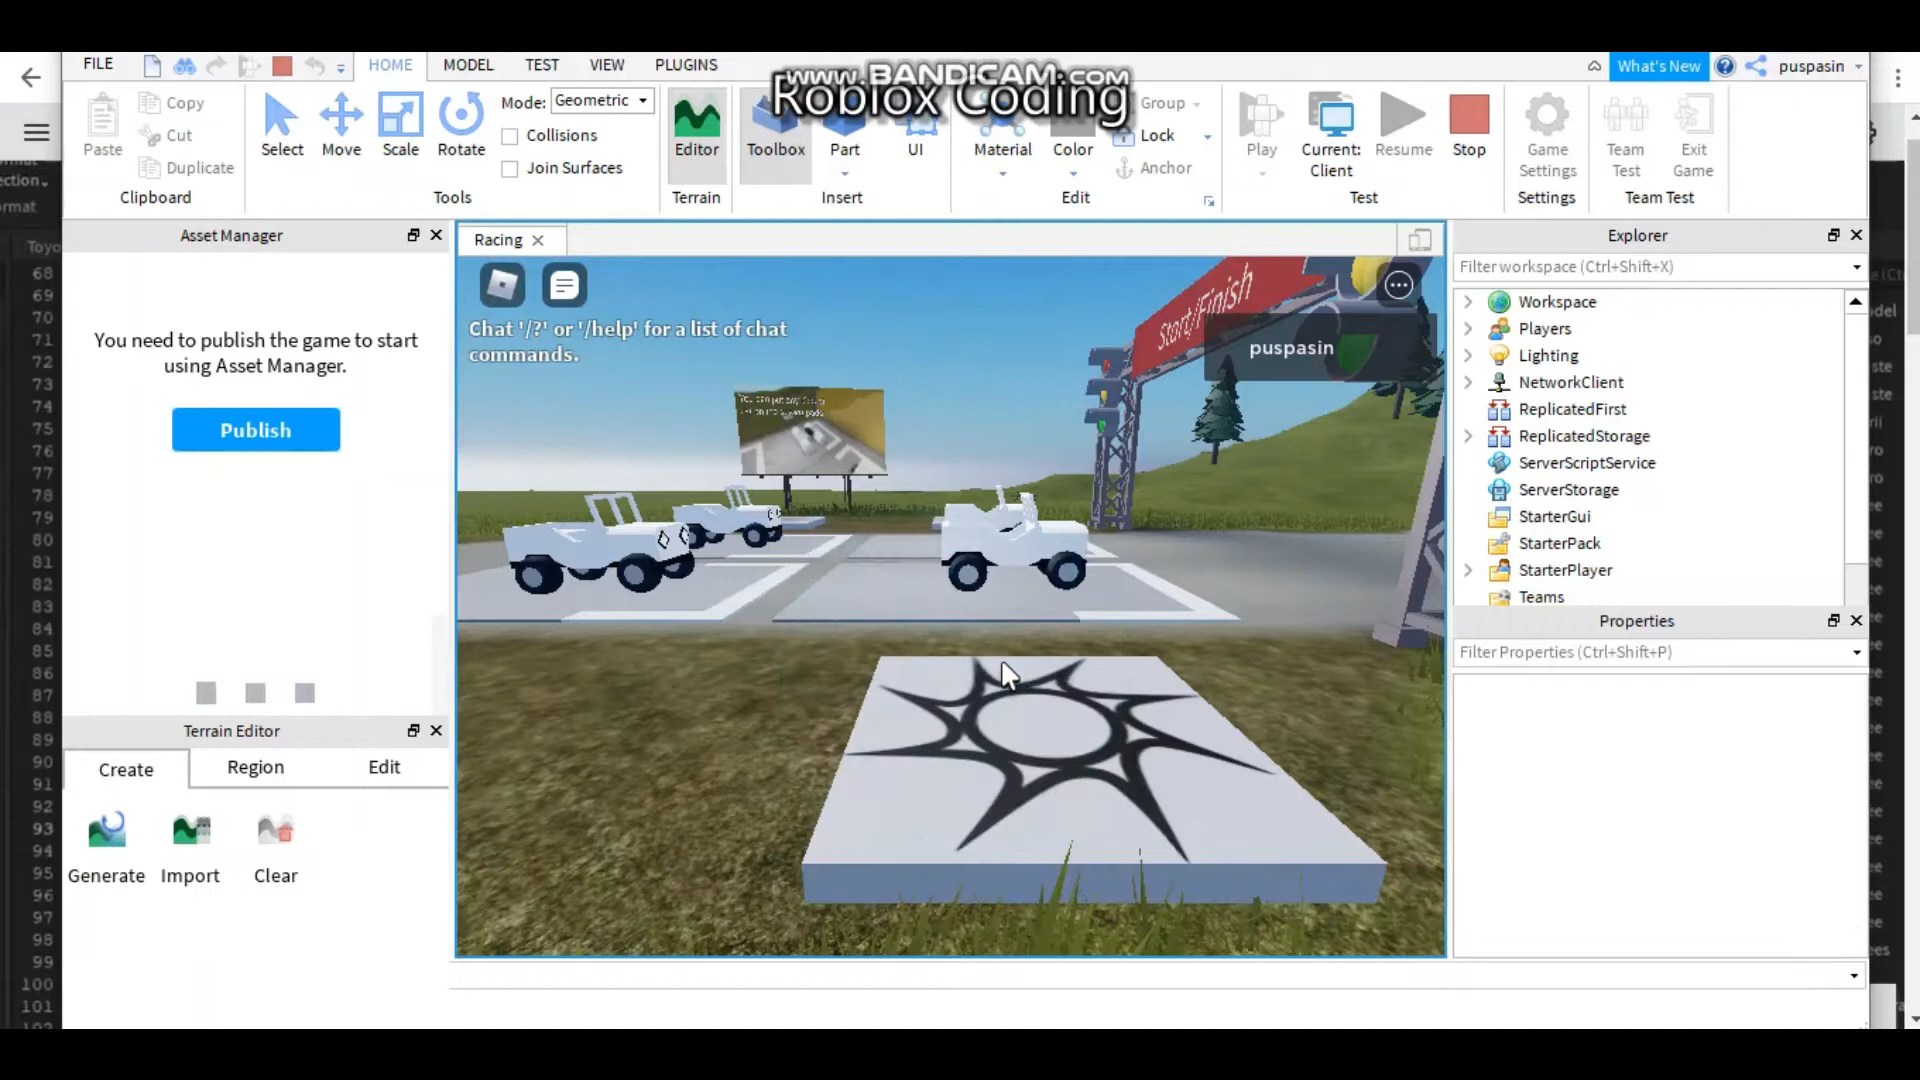 www.BANDICAM.com
Roblox Coding
FILE
HOME
MODEL
TEST
VIEW
PLUGINS
What's New
puspasin
Paste
Copy
Cut
Duplicate
Clipboard
Select
Move
Scale
Rotate
Mode:
Geometric
Collisions
Join Surfaces
Tools
Editor
Terrain
Toolbox
Part
UI
Insert
Material
Color
Group
Lock
Anchor
Edit
Play
Current:
Client
Resume
Stop
Test
Game
Settings
Settings
Team
Test
Exit
Game
Team Test
Asset Manager
You need to publish the game to start
using Asset Manager.
Publish
Terrain Editor
Create
Region
Edit
Generate
Import
Clear
Racing
Chat '/?' or '/help' for a list of chat
commands.
Start/Finish
puspasin
Explorer
Filter workspace (Ctrl+Shift+X)
Workspace
Players
Lighting
NetworkClient
ReplicatedFirst
ReplicatedStorage
ServerScriptService
ServerStorage
StarterGui
StarterPack
StarterPlayer
Teams
Properties
Filter Properties (Ctrl+Shift+P)
Toyo
68
69
70
71
72
73
74
75
76
77
78
79
80
81
82
83
84
85
86
87
88
89
90
91
92
93
94
95
96
97
98
99
100
101